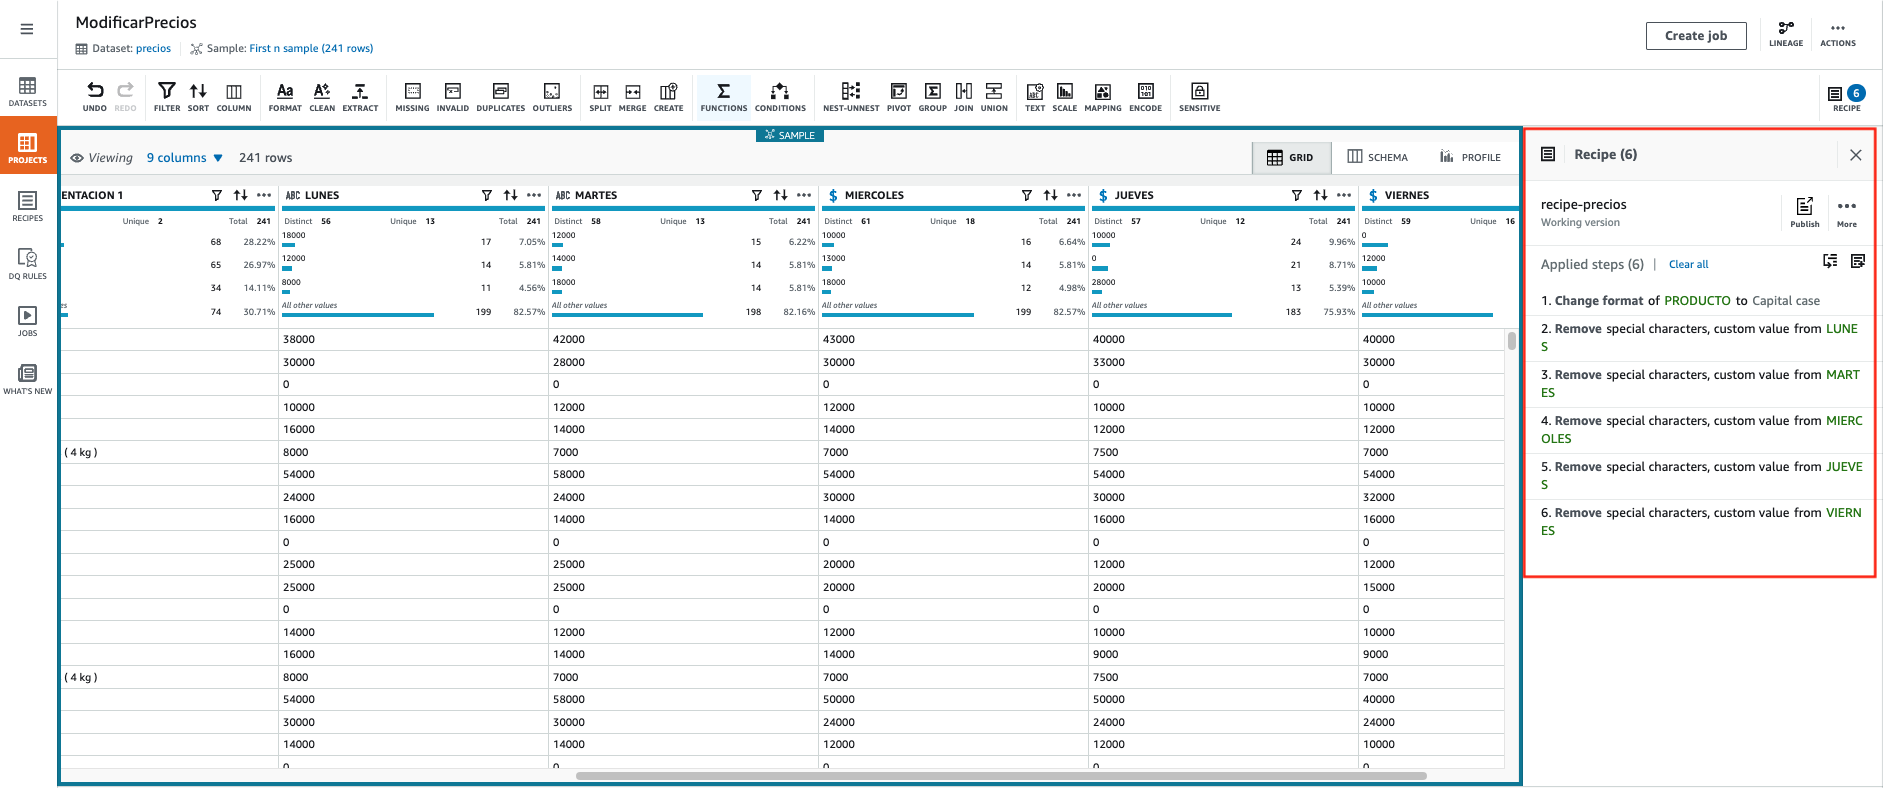 ModificarPrecios
Dataset: precios | Sample: First n sample (241 rows)
Create job
LINEAGE
ACTIONS
DATASETS
PROJECTS
RECIPES
DQ RULES
JOBS
WHAT'S NEW
UNDO REDO FILTER SORT COLUMN FORMAT CLEAN EXTRACT MISSING INVALID DUPLICATES OUTLIERS SPLIT MERGE CREATE FUNCTIONS CONDITIONS NEST-UNNEST PIVOT GROUP JOIN UNION TEXT SCALE MAPPING ENCODE SENSITIVE
6
RECIPE
SAMPLE
Viewing 9 columns 241 rows
GRID SCHEMA PROFILE
ENTACION 1 ABC LUNES ABC MARTES $ MIERCOLES $ JUEVES $ VIERNES
Unique 2 Total 241 Distinct 56 Unique 13 Total 241 Distinct 58 Unique 13 Total 241 Distinct 61 Unique 18 Total 241 Distinct 57 Unique 12 Total 241 Distinct 59 Unique 16
68 28.22% 18000 17 7.05% 12000 15 6.22% 10000 16 6.64% 10000 24 9.96% 0
65 26.97% 12000 14 5.81% 14000 14 5.81% 13000 14 5.81% 0 21 8.71% 12000
34 14.11% 8000 11 4.56% 18000 14 5.81% 18000 12 4.98% 28000 13 5.39% 10000
es 74 30.71% All other values 199 82.57% All other values 198 82.16% All other values 199 82.57% All other values 183 75.93% All other values
38000 42000 43000 40000 40000
30000 28000 30000 33000 30000
0 0 0 0 0
10000 12000 12000 10000 10000
16000 14000 14000 12000 12000
( 4 kg ) 8000 7000 7000 7500 7000
54000 58000 54000 54000 54000
24000 24000 30000 30000 32000
16000 14000 14000 16000 16000
0 0 0 0 0
25000 25000 20000 12000 12000
25000 25000 20000 20000 15000
0 0 0 0 0
14000 12000 12000 10000 10000
16000 14000 14000 9000 9000
( 4 kg ) 8000 7000 7000 7500 7000
54000 58000 50000 50000 40000
30000 30000 24000 24000 24000
14000 14000 12000 12000 10000
0 0 0 0 0
Recipe (6)
recipe-precios
Working version
Publish
More
Applied steps (6) | Clear all
1. Change format of PRODUCTO to Capital case
2. Remove special characters, custom value from LUNE
S
3. Remove special characters, custom value from MART
ES
4. Remove special characters, custom value from MIERC
OLES
5. Remove special characters, custom value from JUEVE
S
6. Remove special characters, custom value from VIERN
ES